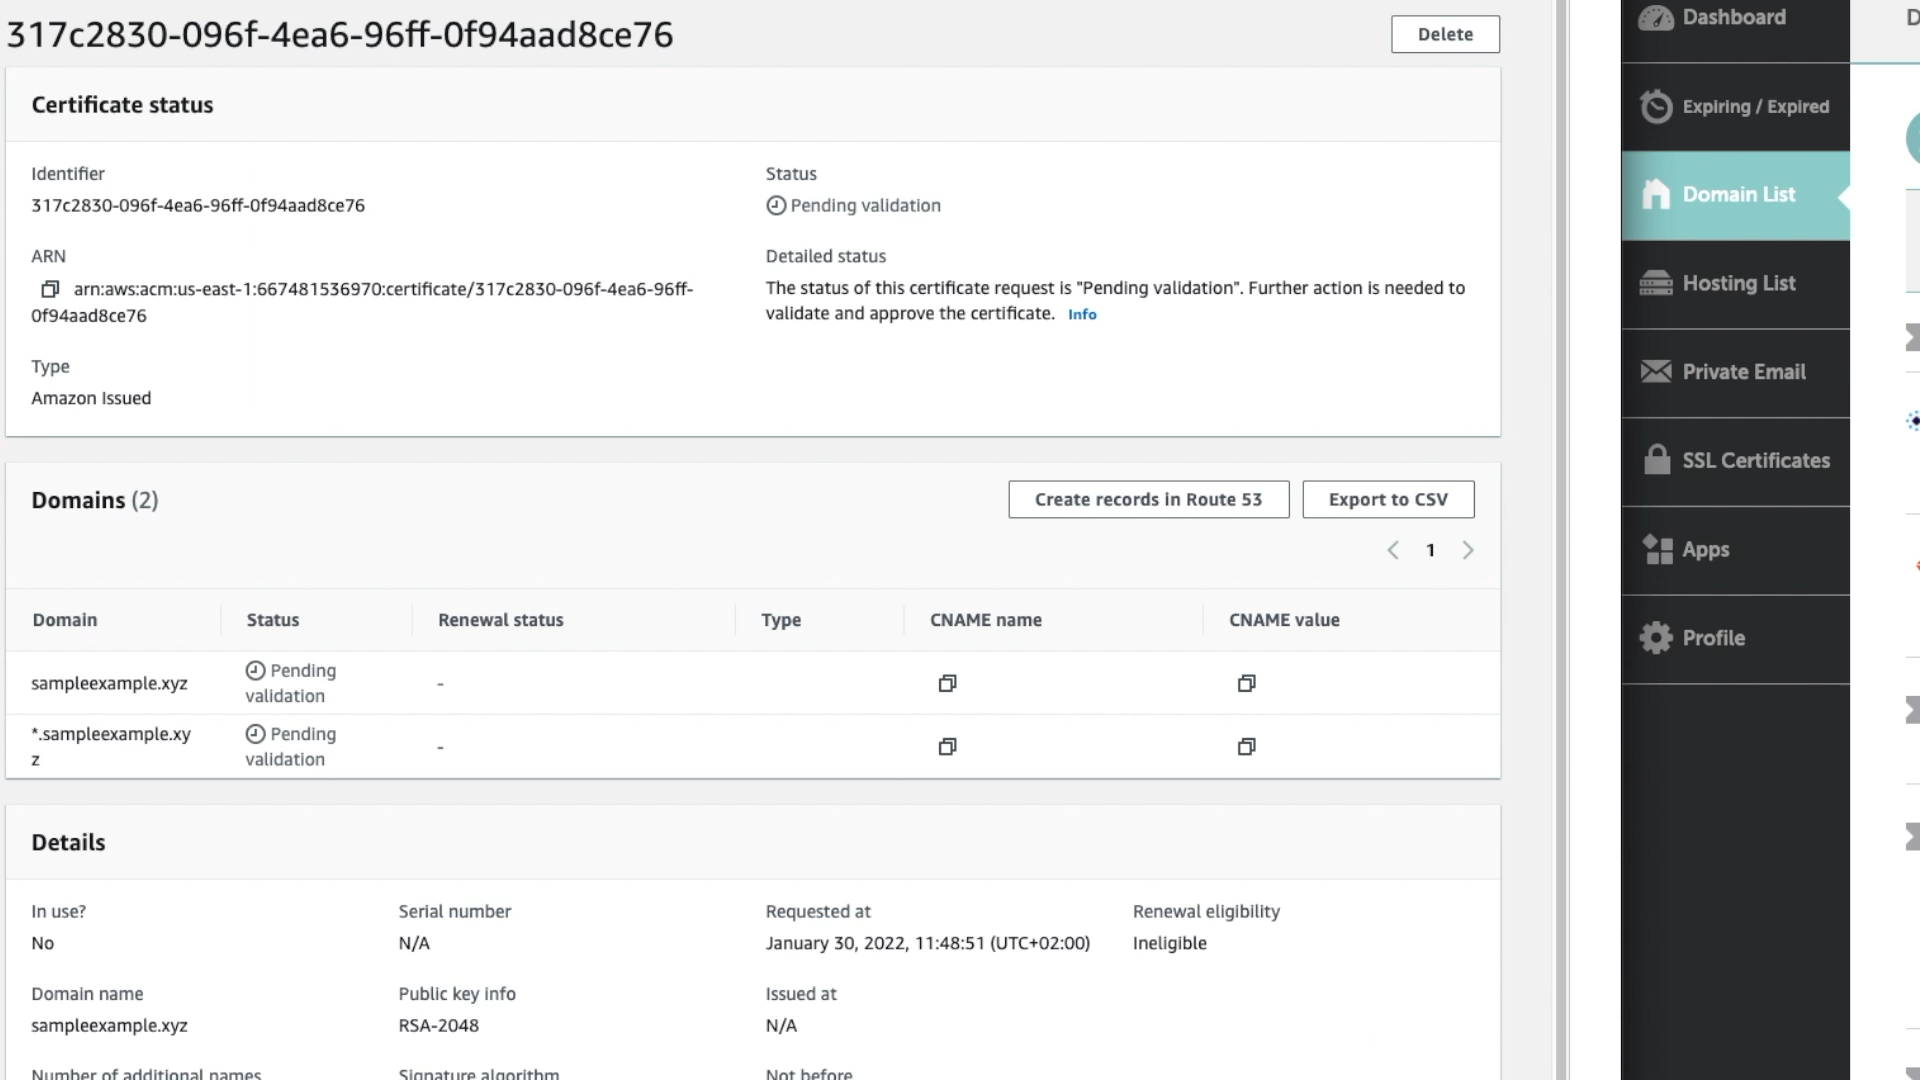 317c2830-096f-4ea6-96ff-0f94aad8ce76
Delete
Certificate status
Identifier
317c2830-096f-4ea6-96ff-0f94aad8ce76
Status
Pending validation
ARN
arn:aws:acm:us-east-1:667481536970:certificate/317c2830-096f-4ea6-96ff-
0f94aad8ce76
Detailed status
The status of this certificate request is "Pending validation". Further action is needed to
validate and approve the certificate. Info
Type
Amazon Issued
Domains (2)
Create records in Route 53
Export to CSV
1
Domain
Status
Renewal status
Type
CNAME name
CNAME value
sampleexample.xyz
Pending
validation
-
*.sampleexample.xy
z
Pending
validation
-
Details
In use?
No
Serial number
N/A
Requested at
January 30, 2022, 11:48:51 (UTC+02:00)
Renewal eligibility
Ineligible
Domain name
sampleexample.xyz
Public key info
RSA-2048
Issued at
N/A
Number of additional names
Signature algorithm
Not before
Dashboard
Expiring / Expired
Domain List
Hosting List
Private Email
SSL Certificates
Apps
Profile